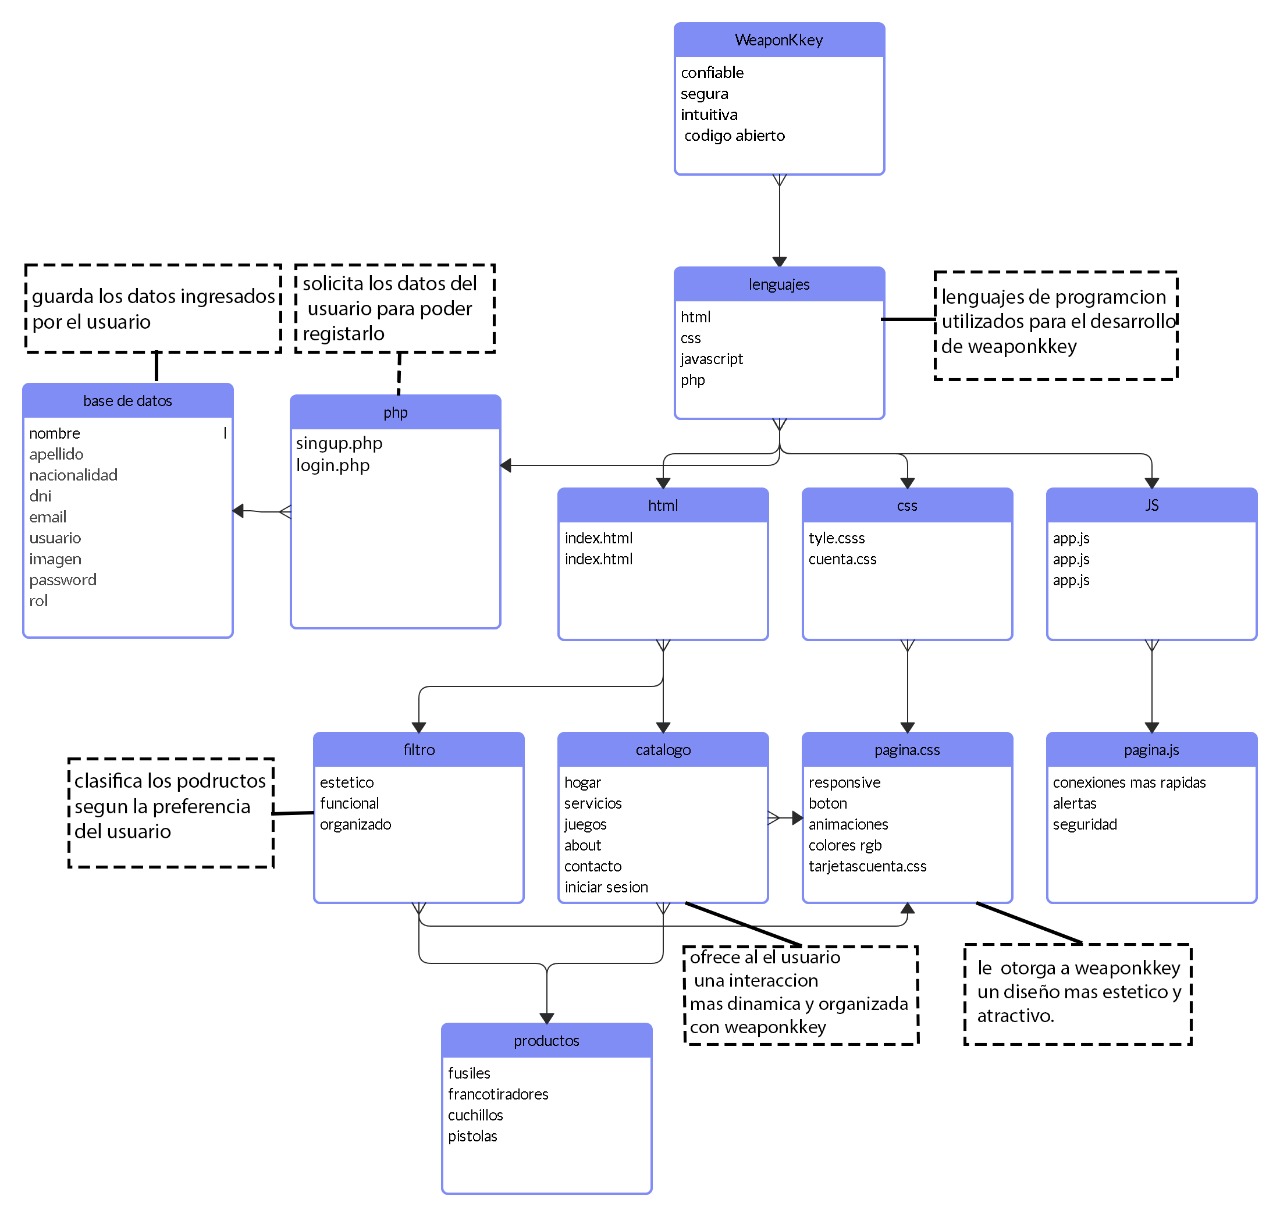 WeaponKkey
confiable
segura
intuitiva
codigo abierto
guarda los datos ingresados
por el usuario
solicita los datos del
usuario para poder
registarlo
lenguajes
html
css
javascript
php
lenguajes de programcion
utilizados para el desarrollo
de weaponkkey
base de datos
nombre l
apellido
nacionalidad
dni
email
usuario
imagen
password
rol
php
singup.php
login.php
html
index.html
index.html
css
tyle.csss
cuenta.css
JS
app.js
app.js
app.js
clasifica los podructos
segun la preferencia
del usuario
filtro
estetico
funcional
organizado
catalogo
hogar
servicios
juegos
about
contacto
iniciar sesion
pagina.css
responsive
boton
animaciones
colores rgb
tarjetascuenta.css
pagina.js
conexiones mas rapidas
alertas
seguridad
ofrece al el usuario
una interaccion
mas dinamica y organizada
con weaponkkey
le otorga a weaponkkey
un diseño mas estetico y
atractivo.
productos
fusiles
francotiradores
cuchillos
pistolas